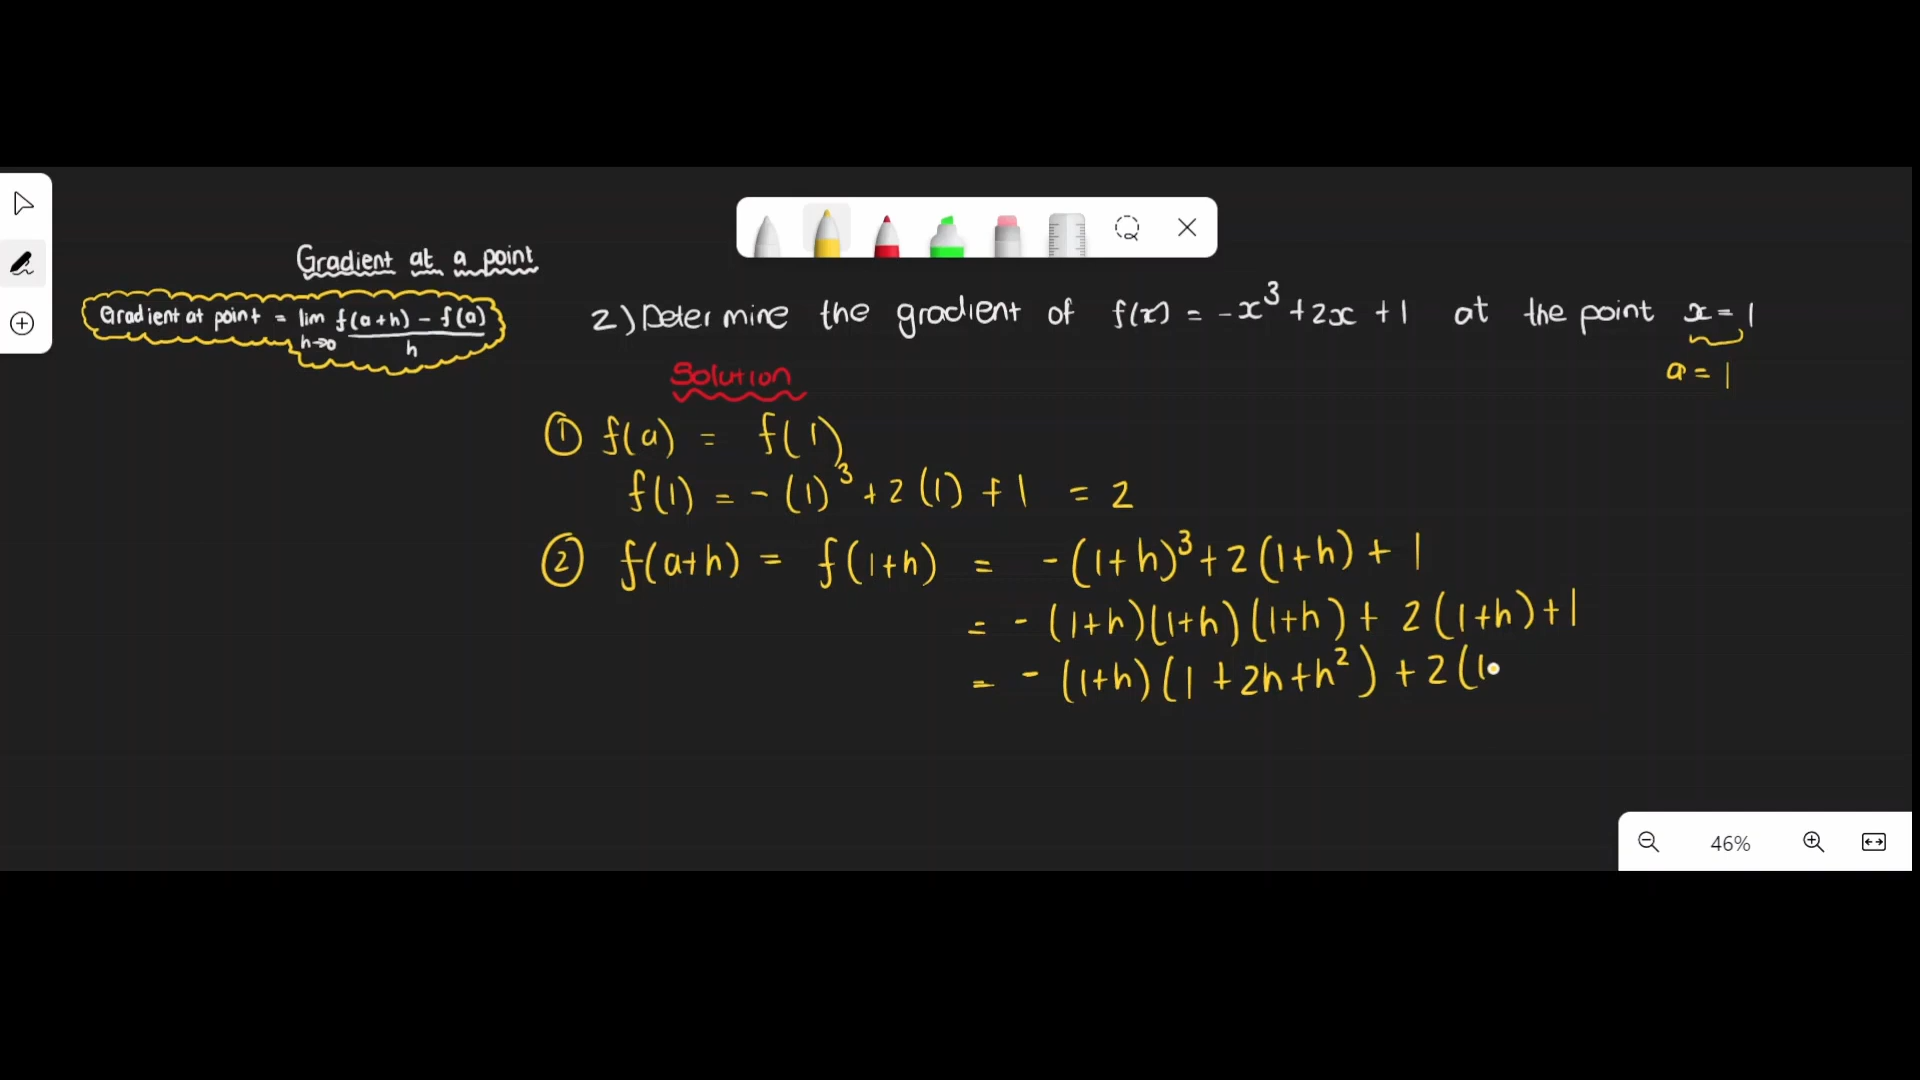 Gradient at a point
Gradient at point = lim h→0 f(a+h) - f(a) / h
2) Determine the gradient of f(x) = -x³ + 2x + 1 at the point x = 1
a = 1
Solution
① f(a) = f(1)
f(1) = - (1)³ + 2 (1) + 1 = 2
② f(a+h) = f(1+h) = - (1+h)³ + 2 (1+h) + 1
= - (1+h)(1+h)(1+h) + 2 (1+h) + 1
= - (1+h)(1 + 2h + h²) + 2 (1
46%